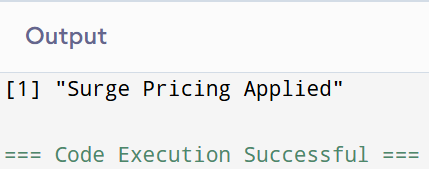 Output
[1] "Surge Pricing Applied"
=== Code Execution Successful ===